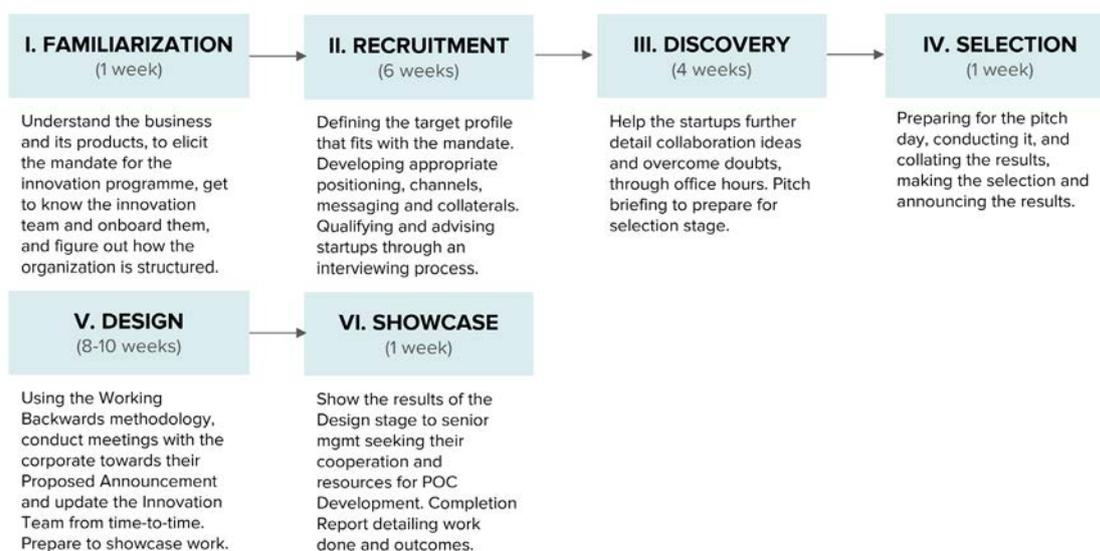 I. FAMILIARIZATION
(1 week)
Understand the business
and its products, to elicit
the mandate for the
innovation programme, get
to know the innovation
team and onboard them,
and figure out how the
organization is structured.
II. RECRUITMENT
(6 weeks)
Defining the target profile
that fits with the mandate.
Developing appropriate
positioning, channels,
messaging and collaterals.
Qualifying and advising
startups through an
interviewing process.
III. DISCOVERY
(4 weeks)
Help the startups further
detail collaboration ideas
and overcome doubts,
through office hours. Pitch
briefing to prepare for
selection stage.
IV. SELECTION
(1 week)
Preparing for the pitch
day, conducting it, and
collating the results,
making the selection and
announcing the results.
V. DESIGN
(8-10 weeks)
Using the Working
Backwards methodology,
conduct meetings with the
corporate towards their
Proposed Announcement
and update the Innovation
Team from time-to-time.
Prepare to showcase work.
VI. SHOWCASE
(1 week)
Show the results of the
Design stage to senior
mgmt seeking their
cooperation and
resources for POC
Development. Completion
Report detailing work
done and outcomes.